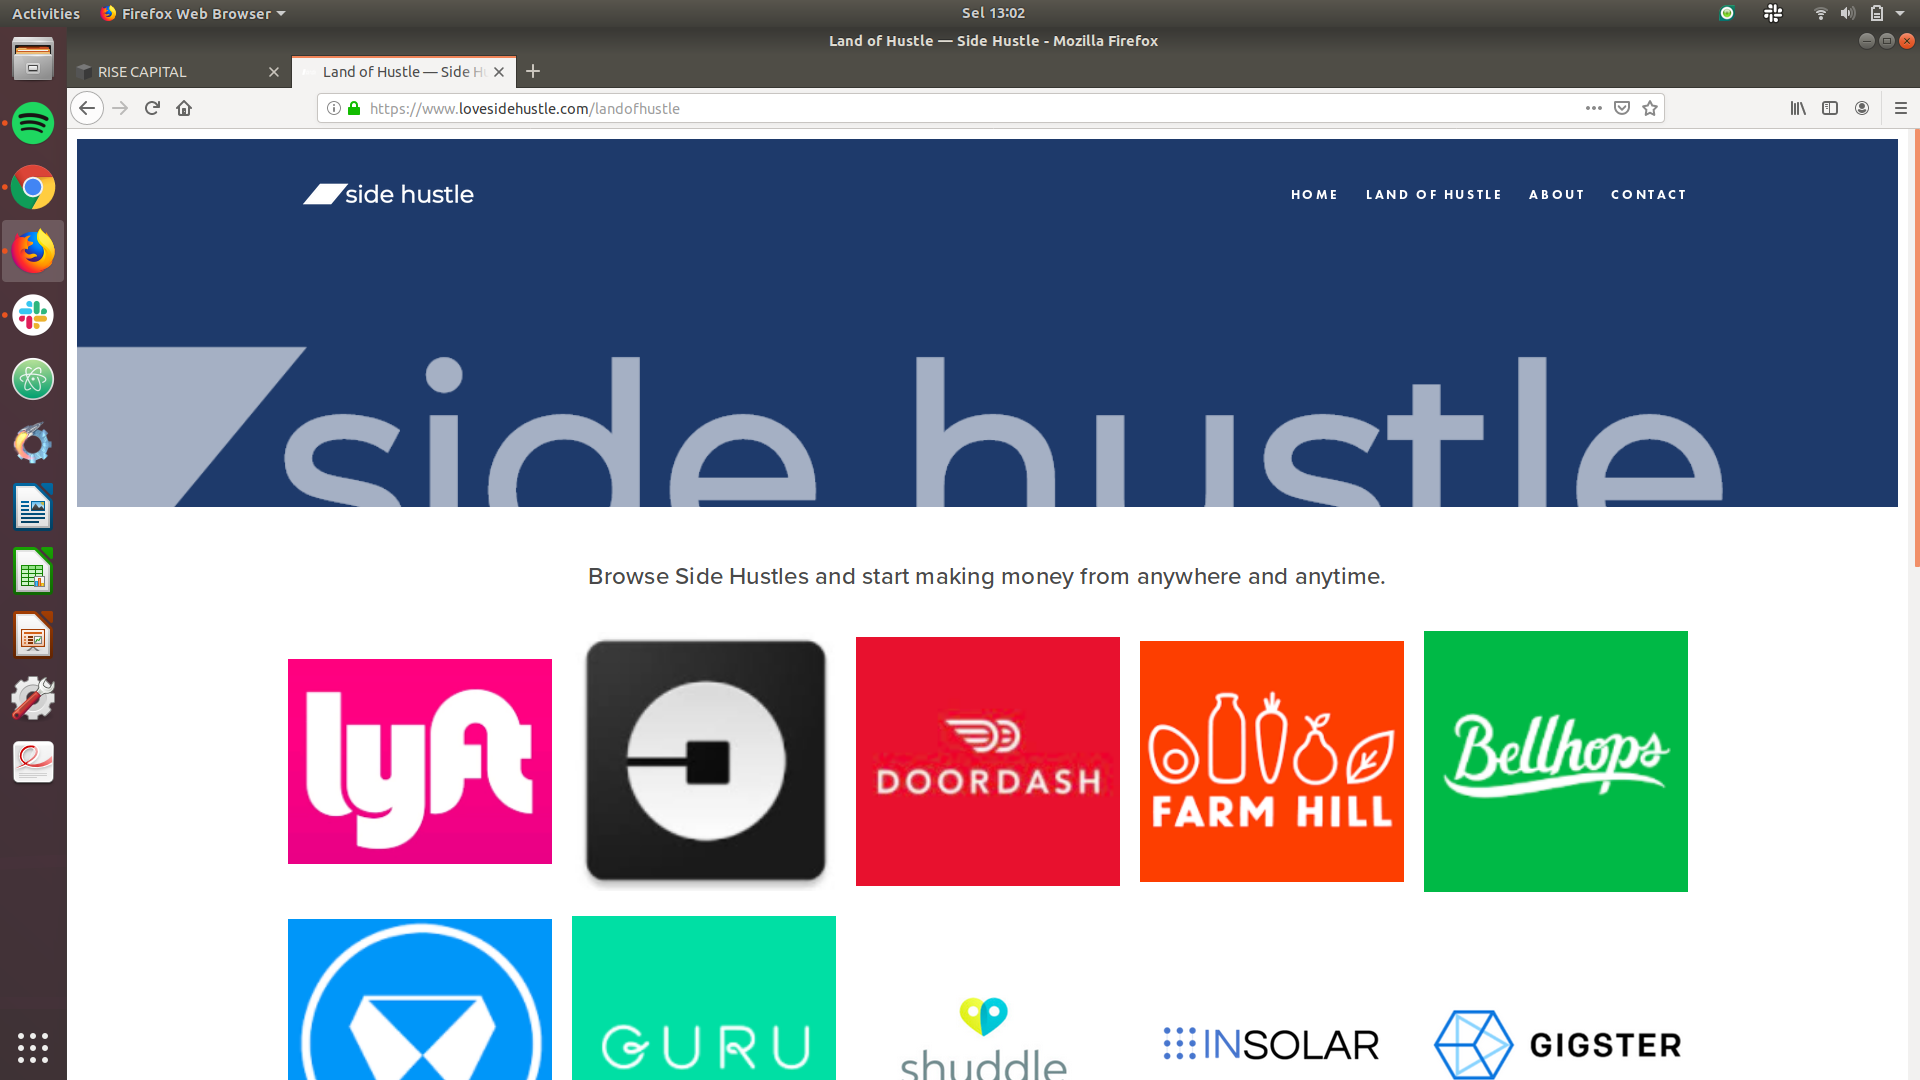 Activities
Firefox Web Browser
Sel 13:02
Land of Hustle — Side Hustle - Mozilla Firefox
RISE CAPITAL
Land of Hustle — Side Hu
https://www.lovesidehustle.com/landofhustle
side hustle
HOME
LAND OF HUSTLE
ABOUT
CONTACT
side hustle
Browse Side Hustles and start making money from anywhere and anytime.
lyft
DOORDASH
FARM HILL
Bellhops
GURU
shuddle
INSOLAR
GIGSTER